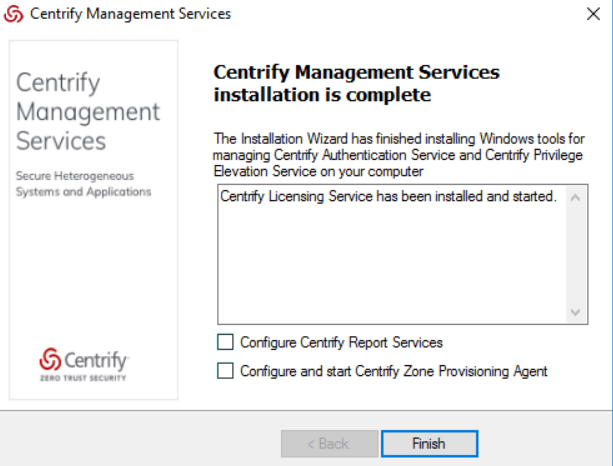 Centrify Management Services
Centrify
Management
Services
Secure Heterogeneous
Systems and Applications
Centrify Management Services
installation is complete
The Installation Wizard has finished installing Windows tools for
managing Centrify Authentication Service and Centrify Privilege
Elevation Service on your computer
Centrify Licensing Service has been installed and started.
Configure Centrify Report Services
Configure and start Centrify Zone Provisioning Agent
Centrify
ZERO TRUST SECURITY
< Back
Finish